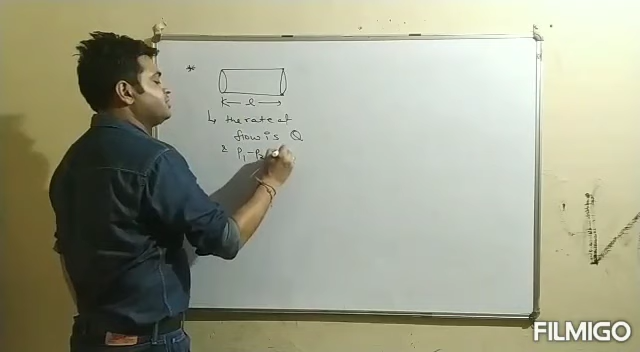 *
l
↳ the rate of
flow is Q
& P₁-P₂
FILMIGO